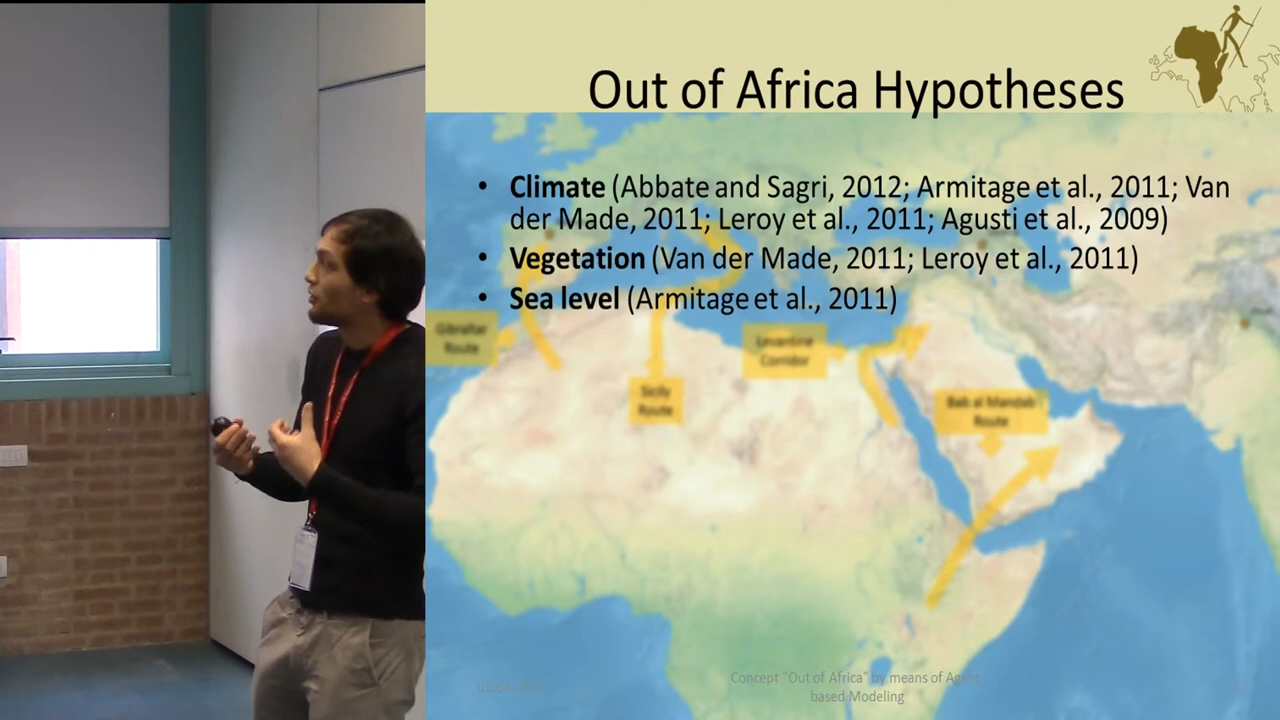 Out of Africa Hypotheses
• Climate (Abbate and Sagri, 2012; Armitage et al., 2011; Van
der Made, 2011; Leroy et al., 2011; Agusti et al., 2009)
• Vegetation (Van der Made, 2011; Leroy et al., 2011)
• Sea level (Armitage et al., 2011)
Gibraltar
Route
Levantine
Corridor
Sicily
Route
Bab al Mandab
Route
Concept "Out of Africa" by means of Agent
based Modeling